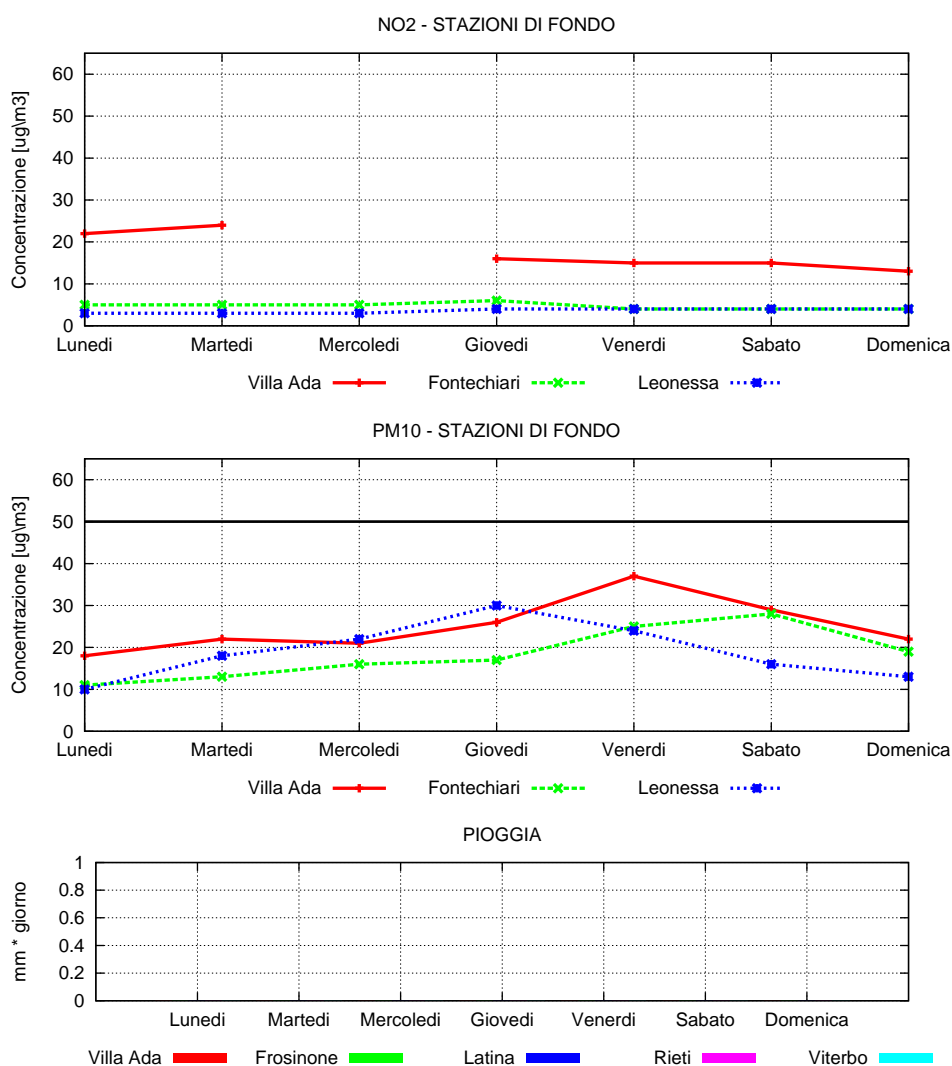 NO2 - STAZIONI DI FONDO
Concentrazione [ug\m3]
60
50
40
30
20
10
0
Lunedi Martedi Mercoledi Giovedi Venerdi Sabato Domenica
Villa Ada Fontechiari Leonessa
PM10 - STAZIONI DI FONDO
Concentrazione [ug\m3]
60
50
40
30
20
10
0
Lunedi Martedi Mercoledi Giovedi Venerdi Sabato Domenica
Villa Ada Fontechiari Leonessa
PIOGGIA
mm * giorno
1
0.8
0.6
0.4
0.2
0
Lunedi Martedi Mercoledi Giovedi Venerdi Sabato Domenica
Villa Ada Frosinone Latina Rieti Viterbo